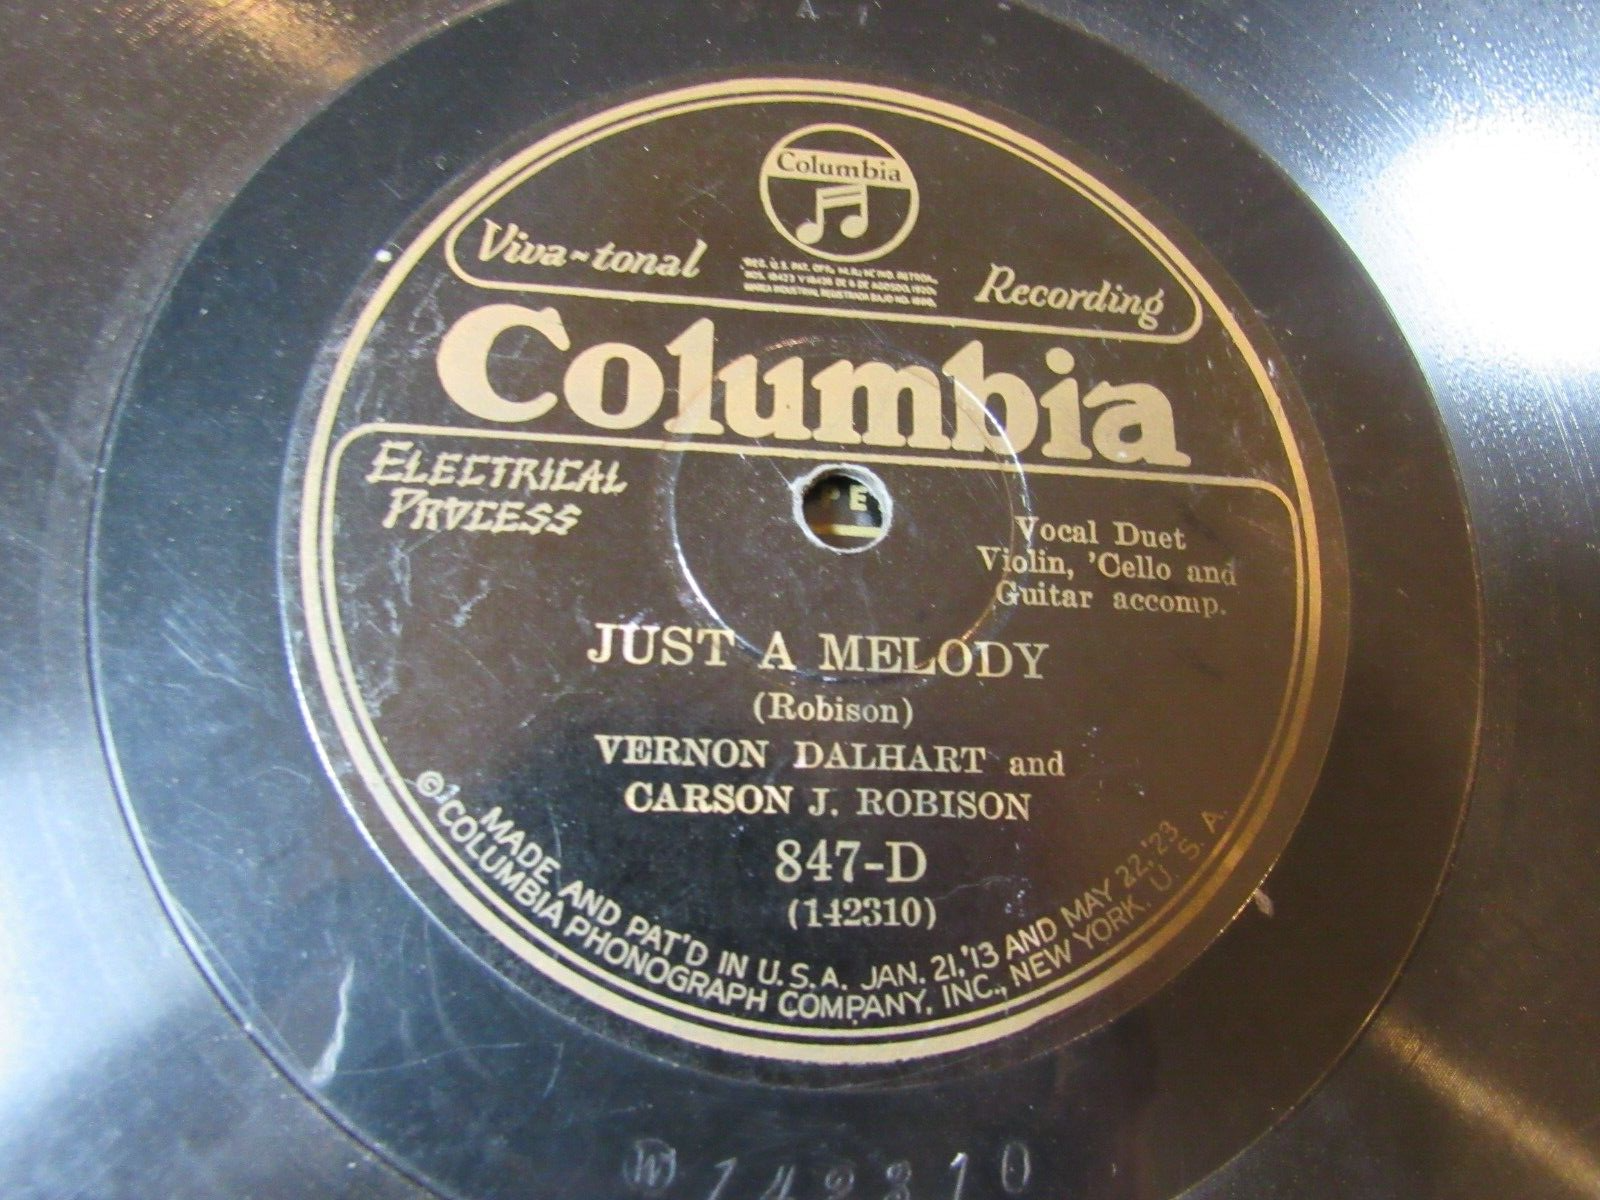 A-1
Columbia
Viva-tonal Recording
Columbia
ELECTRICAL
PROCESS
E
Vocal Duet
Violin, 'Cello and
Guitar accomp.
JUST A MELODY
(Robison)
VERNON DALHART and
CARSON J. ROBISON
847-D
(142310)
MADE AND PAT'D IN U.S.A. JAN. 21,'13 AND MAY 22,'23
© COLUMBIA PHONOGRAPH COMPANY, INC., NEW YORK. U. S. A.
W 142310